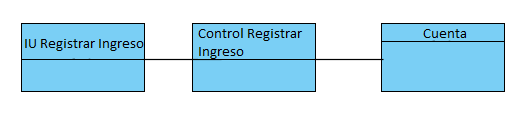 IU Registrar Ingreso
Control Registrar
Ingreso
Cuenta